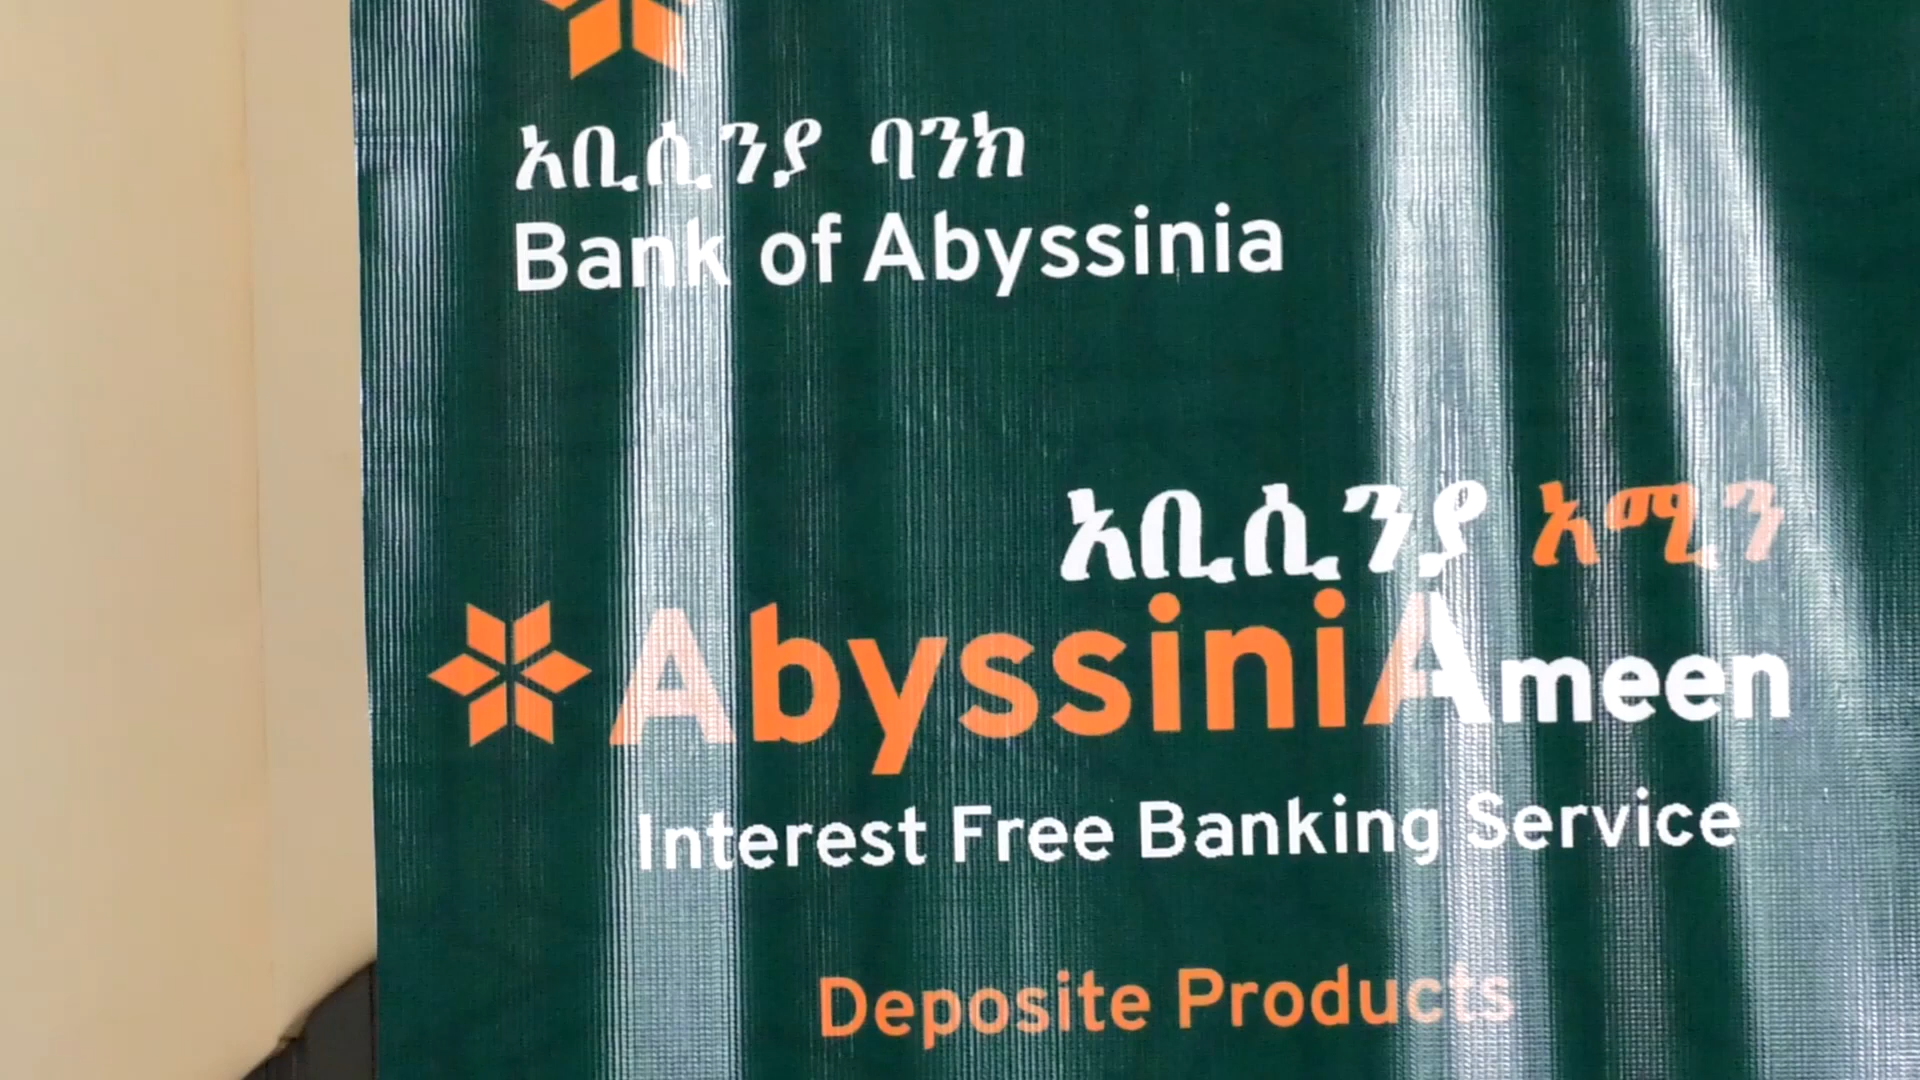 አቢሲንያ ባንክ
Bank of Abyssinia
አቢሲንያ አሚን
AbyssiniAmeen
Interest Free Banking Service
Deposite Products